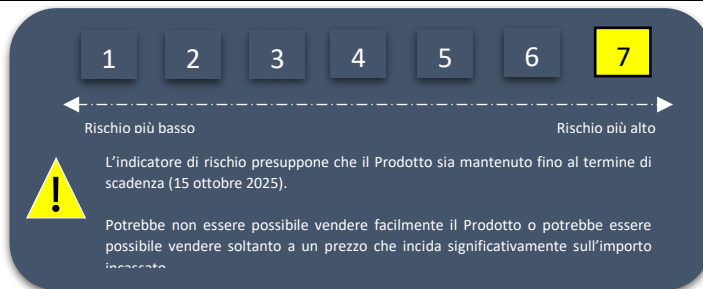 1 2 3 4 5 6 7
Rischio più basso Rischio più alto
L'indicatore di rischio presuppone che il Prodotto sia mantenuto fino al termine di
scadenza (15 ottobre 2025).
!
Potrebbe non essere possibile vendere facilmente il Prodotto o potrebbe essere
possibile vendere soltanto a un prezzo che incida significativamente sull'importo
incassato